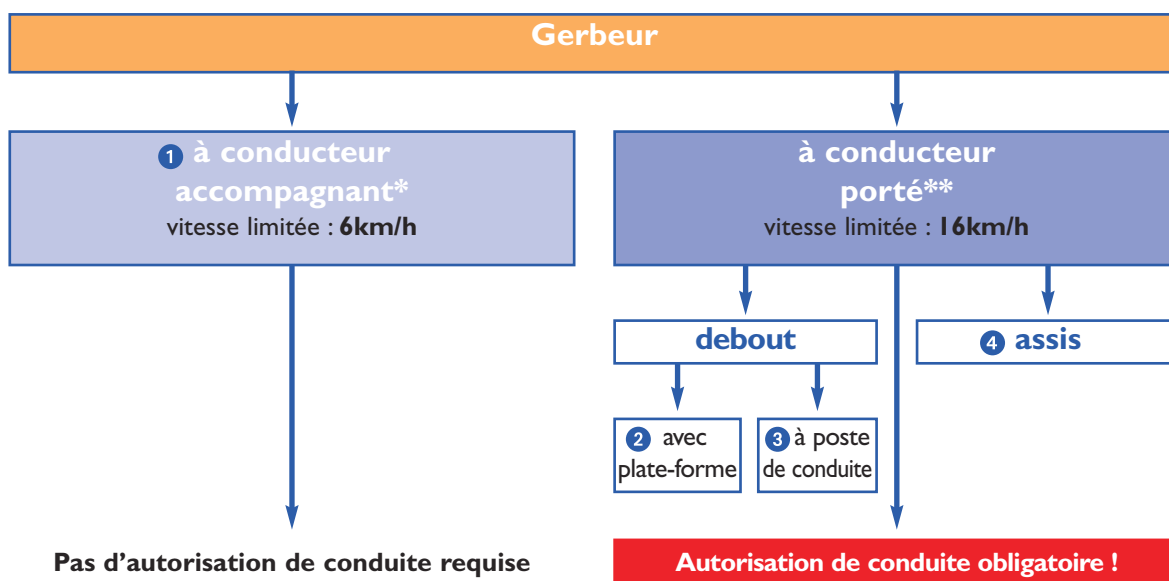 Gerbeur
1 à conducteur
accompagnant*
vitesse limitée : 6km/h
à conducteur
porté**
vitesse limitée : 16km/h
debout
4 assis
2 avec
plate-forme
3 à poste
de conduite
Pas d’autorisation de conduite requise
Autorisation de conduite obligatoire !